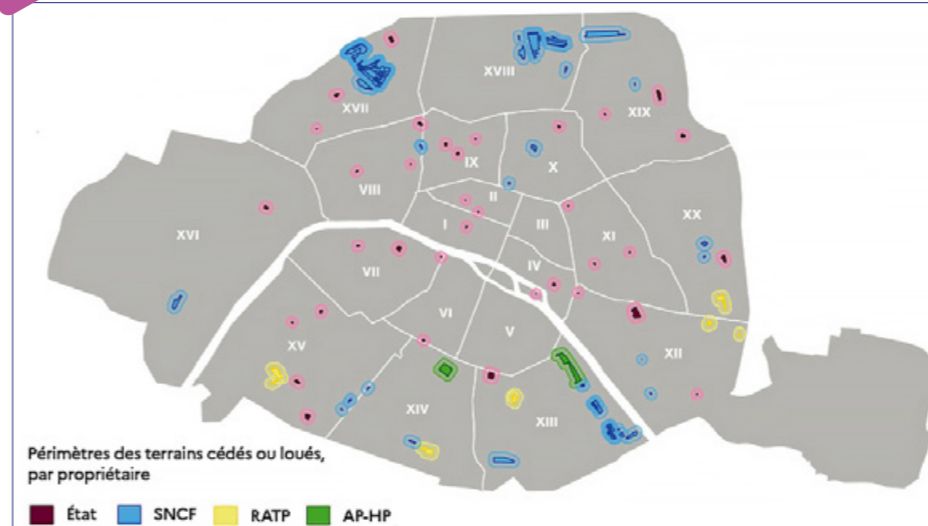 XVII
XVIII
XIX
VIII
IX
X
II
XX
XVI
I
III
XI
VII
IV
VI
V
XV
XII
XIV
XIII
Périmètres des terrains cédés ou loués,
par propriétaire
État SNCF RATP AP-HP